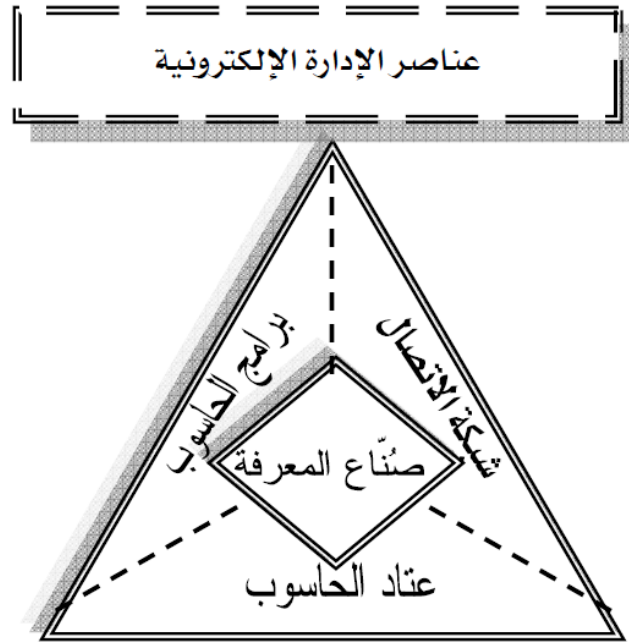 عناصر الإدارة الإلكترونية
برامج الحاسوب
شبكة الاتصال
صُنّاع المعرفة
عتاد الحاسوب